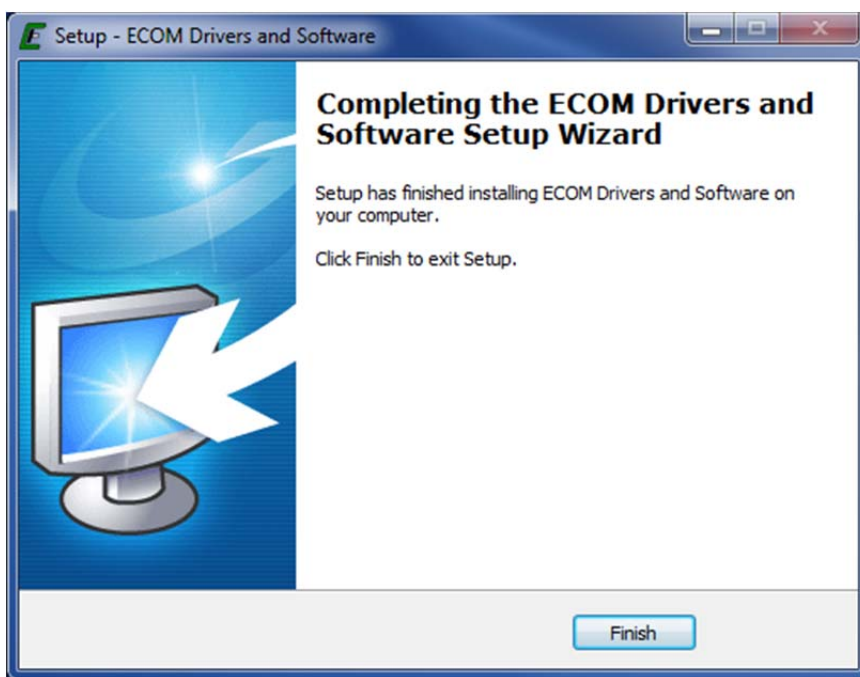 Setup - ECOM Drivers and Software
Completing the ECOM Drivers and
Software Setup Wizard
Setup has finished installing ECOM Drivers and Software on
your computer.
Click Finish to exit Setup.
Finish